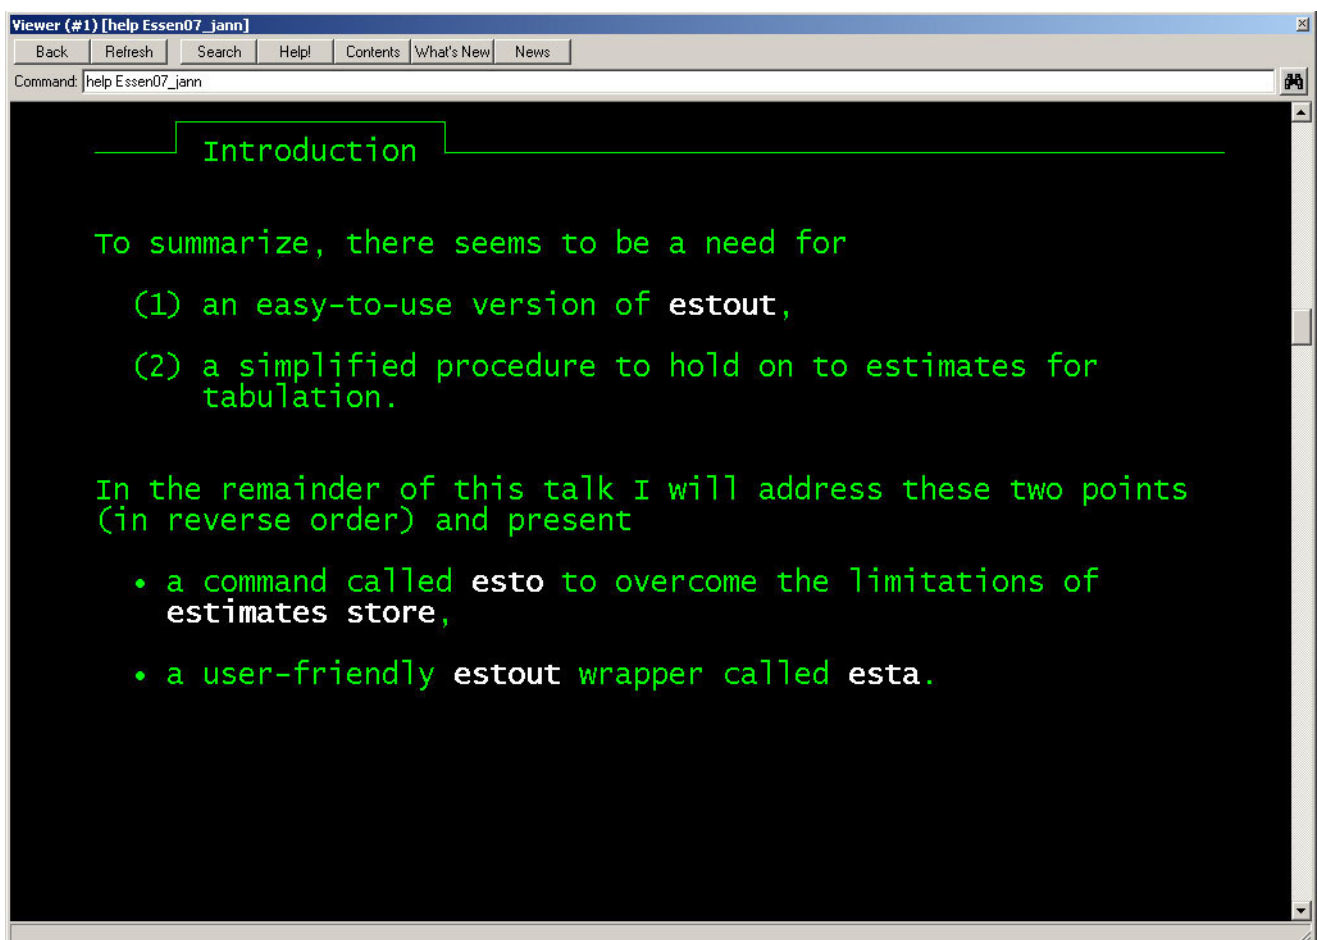 Viewer (#1) [help Essen07_jann]
Back Refresh Search Help! Contents What's New News
Command: help Essen07_jann
Introduction
To summarize, there seems to be a need for
(1) an easy-to-use version of estout,
(2) a simplified procedure to hold on to estimates for
tabulation.
In the remainder of this talk I will address these two points
(in reverse order) and present
• a command called esto to overcome the limitations of
estimates store,
• a user-friendly estout wrapper called esta.